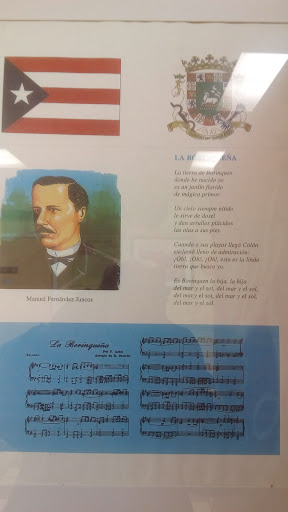 LA BORINQUEÑA
La tierra de Borinquen
donde he nacido yo
es un jardín florido
de mágico primor.
Un cielo siempre nítido
le sirve de dosel
y dan arrullos plácidos
las olas a sus pies.
Cuando a sus playas llegó Colón
exclamó lleno de admiración:
¡Oh!, ¡Oh!, ¡Oh!, esta es la linda
tierra que busco yo.
Es Borinquen la hija, la hija
del mar y el sol, del mar y el sol,
del mar y el sol, del mar y el sol,
del mar y el sol.
Manuel Fernández Juncos
La Borinqueña